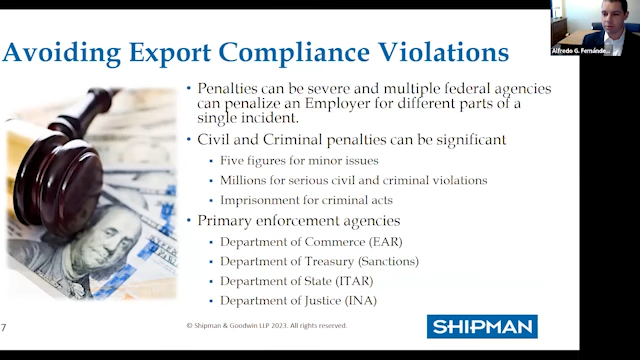 Avoiding Export Compliance Violations
Alfredo G. Fernánde...
• Penalties can be severe and multiple federal agencies
can penalize an Employer for different parts of a
single incident.
• Civil and Criminal penalties can be significant
▪ Five figures for minor issues
▪ Millions for serious civil and criminal violations
▪ Imprisonment for criminal acts
• Primary enforcement agencies
▪ Department of Commerce (EAR)
▪ Department of Treasury (Sanctions)
▪ Department of State (ITAR)
▪ Department of Justice (INA)
7
© Shipman & Goodwin LLP 2023. All rights reserved.
SHIPMAN